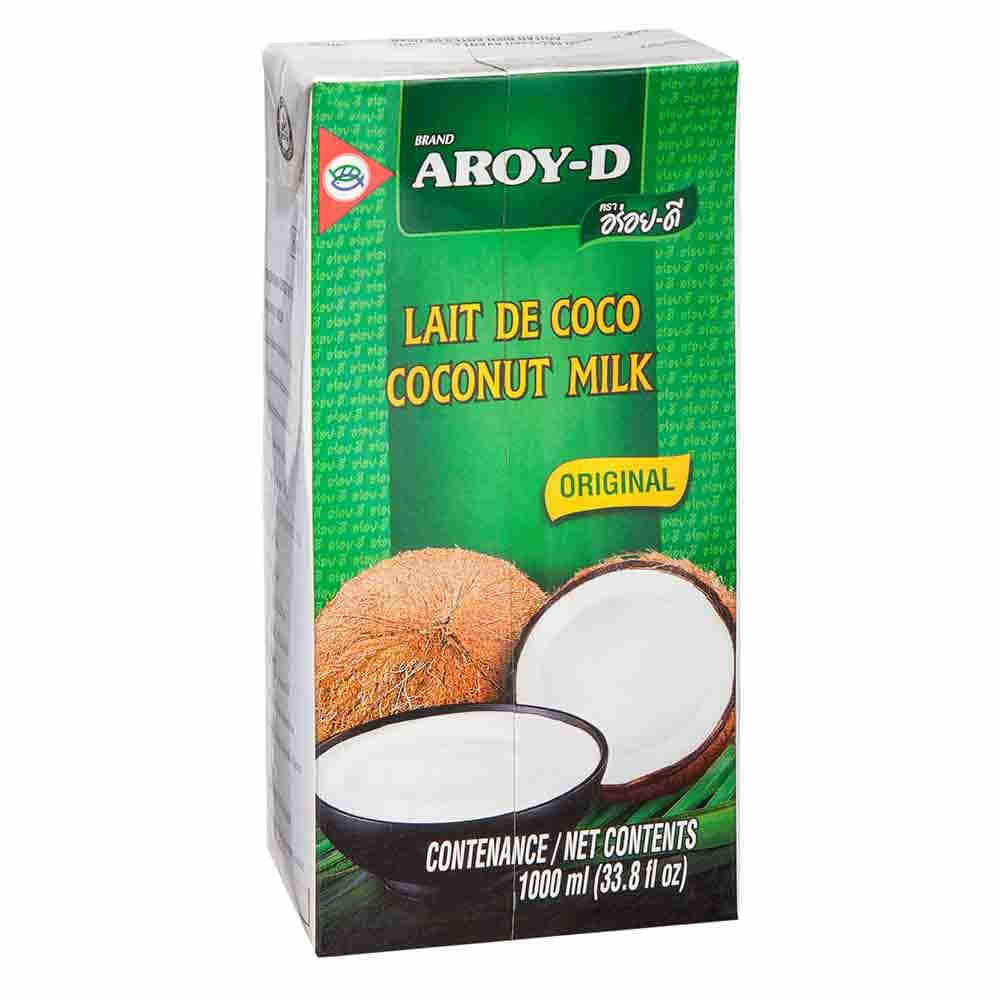 BRAND
AROY-D
ตรา
อร่อย-ดี
LAIT DE COCO
COCONUT MILK
ORIGINAL
CONTENANCE / NET CONTENTS
1000 ml (33.8 fl oz)